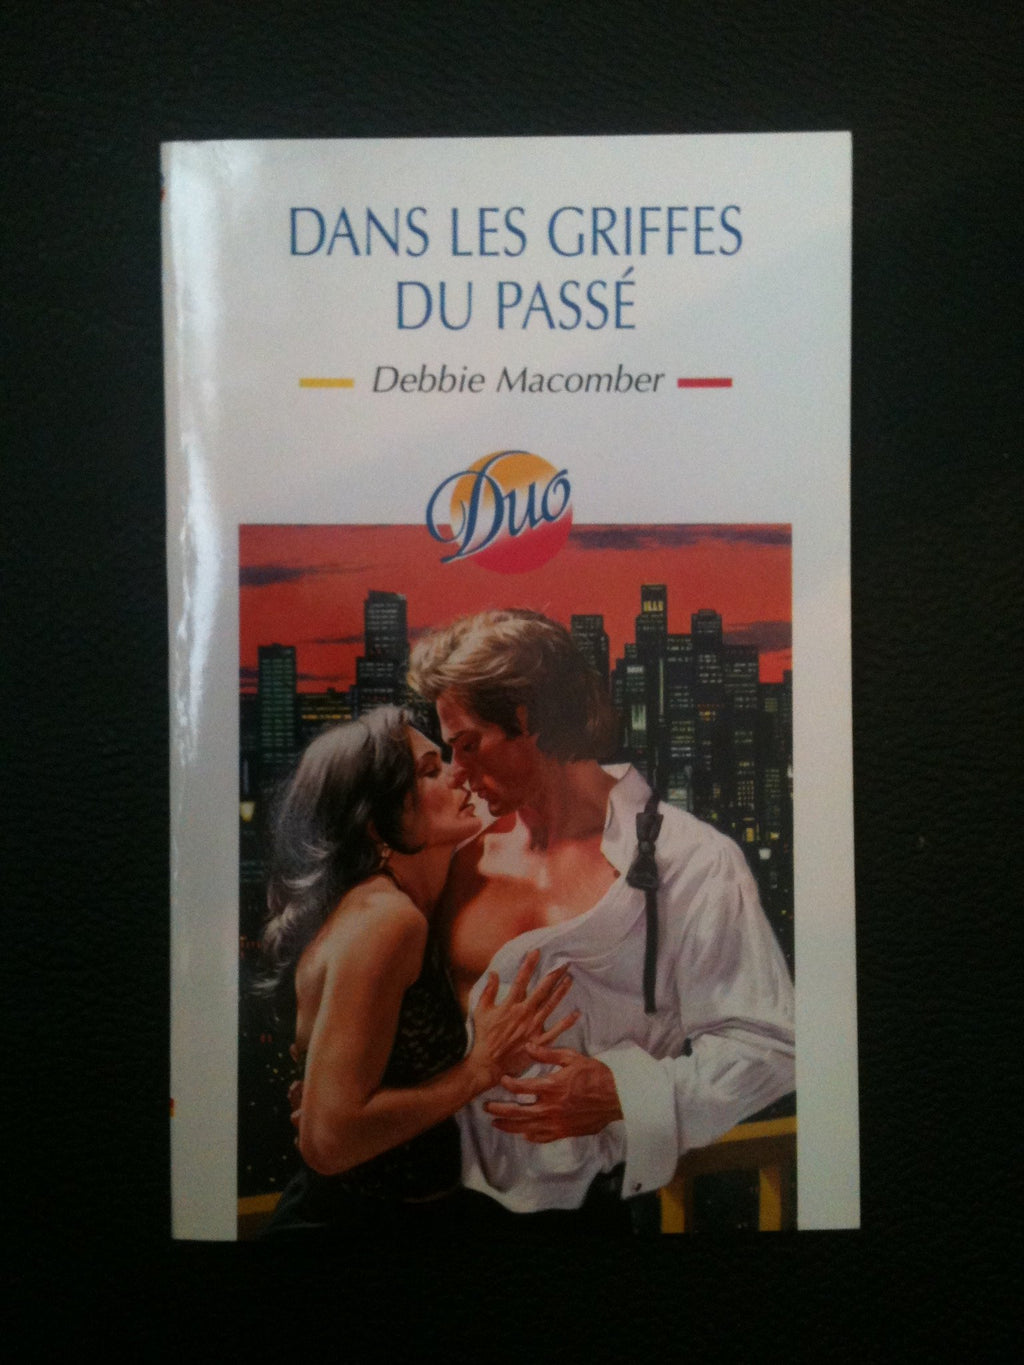 DANS LES GRIFFES
DU PASSÉ
Debbie Macomber
Duo